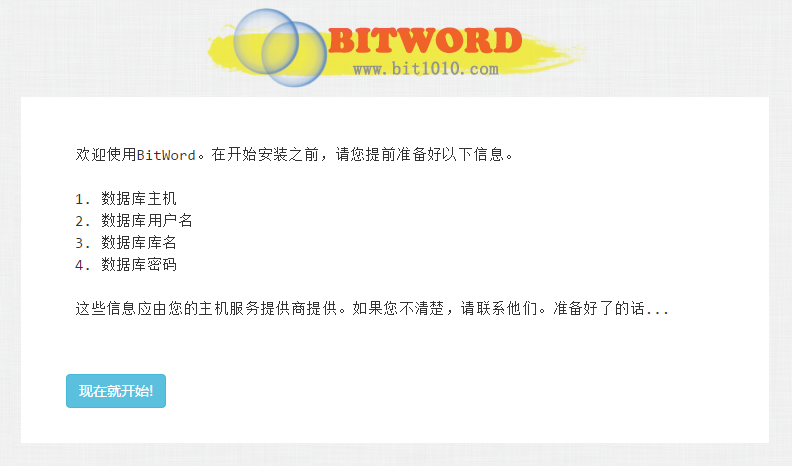 BITWORD
www.bit1010.com
欢迎使用BitWord。在开始安装之前，请您提前准备好以下信息。
1. 数据库主机
2. 数据库用户名
3. 数据库库名
4. 数据库密码
这些信息应由您的主机服务提供商提供。如果您不清楚，请联系他们。准备好了的话...
现在就开始!